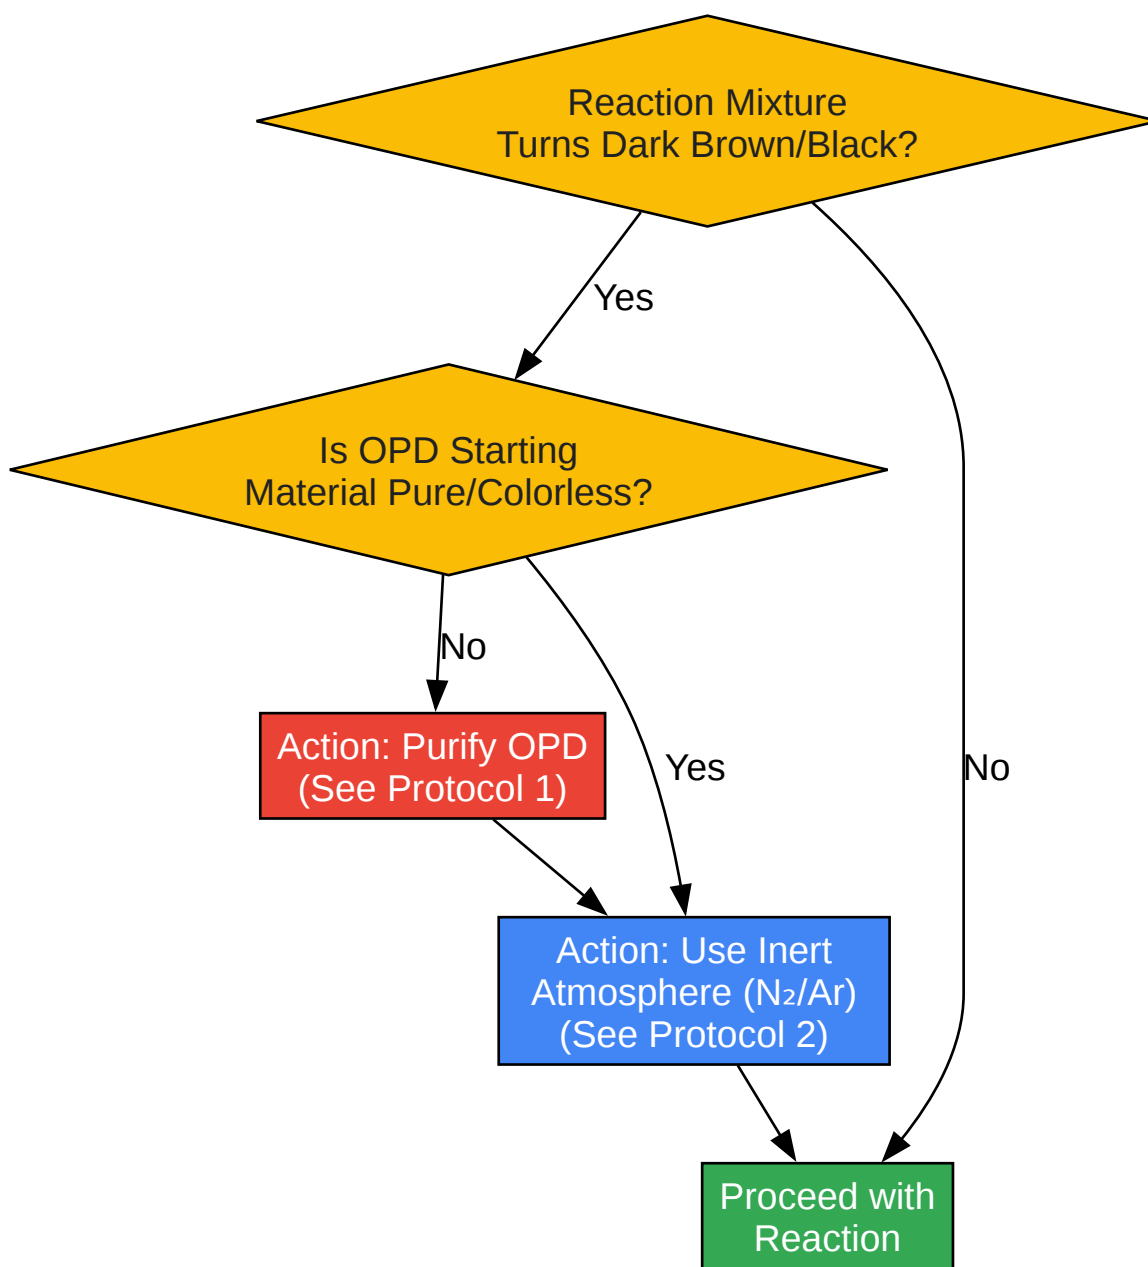 Reaction Mixture
Turns Dark Brown/Black?
Yes
Is OPD Starting
Material Pure/Colorless?
No
Action: Purify OPD
(See Protocol 1)
Yes
No
Action: Use Inert
Atmosphere (N₂/Ar)
(See Protocol 2)
Proceed with
Reaction